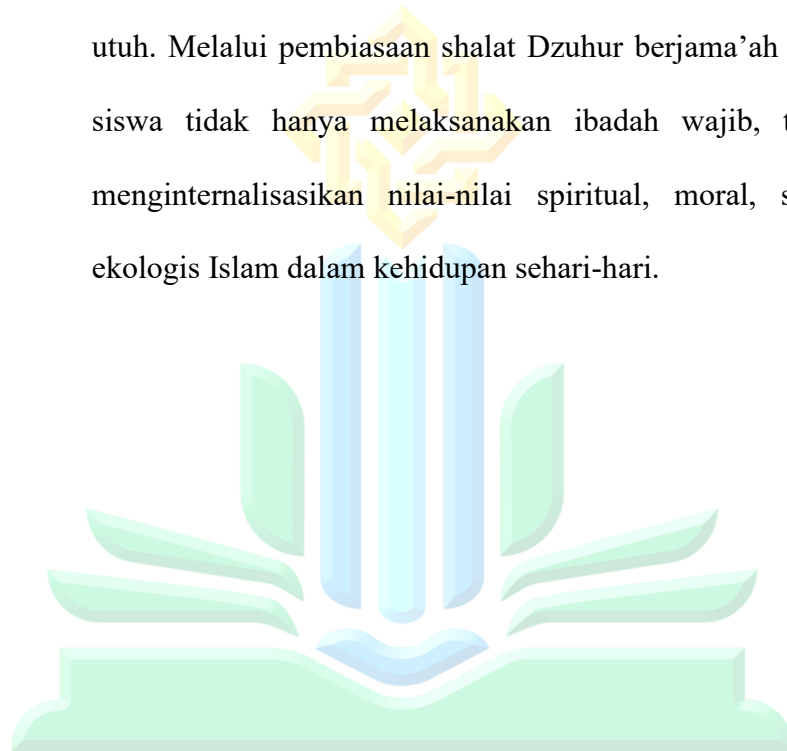 utuh. Melalui pembiasaan shalat Dzuhur berjama’ah
siswa tidak hanya melaksanakan ibadah wajib,
menginternalisasikan nilai-nilai spiritual, moral,
ekologis Islam dalam kehidupan sehari-hari.